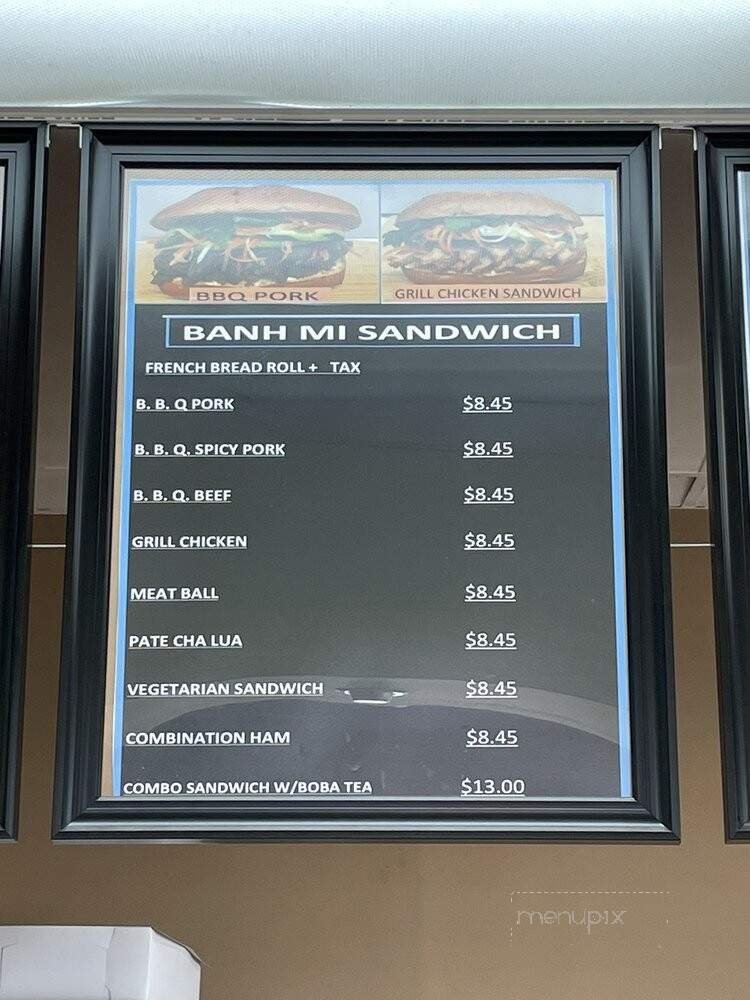 BBQ PORK
GRILL CHICKEN SANDWICH
BANH MI SANDWICH
FRENCH BREAD ROLL + TAX
B. B. Q PORK $8.45
B. B. Q. SPICY PORK $8.45
B. B. Q. BEEF $8.45
GRILL CHICKEN $8.45
MEAT BALL $8.45
PATE CHA LUA $8.45
VEGETARIAN SANDWICH $8.45
COMBINATION HAM $8.45
COMBO SANDWICH W/BOBA TEA $13.00
menupix